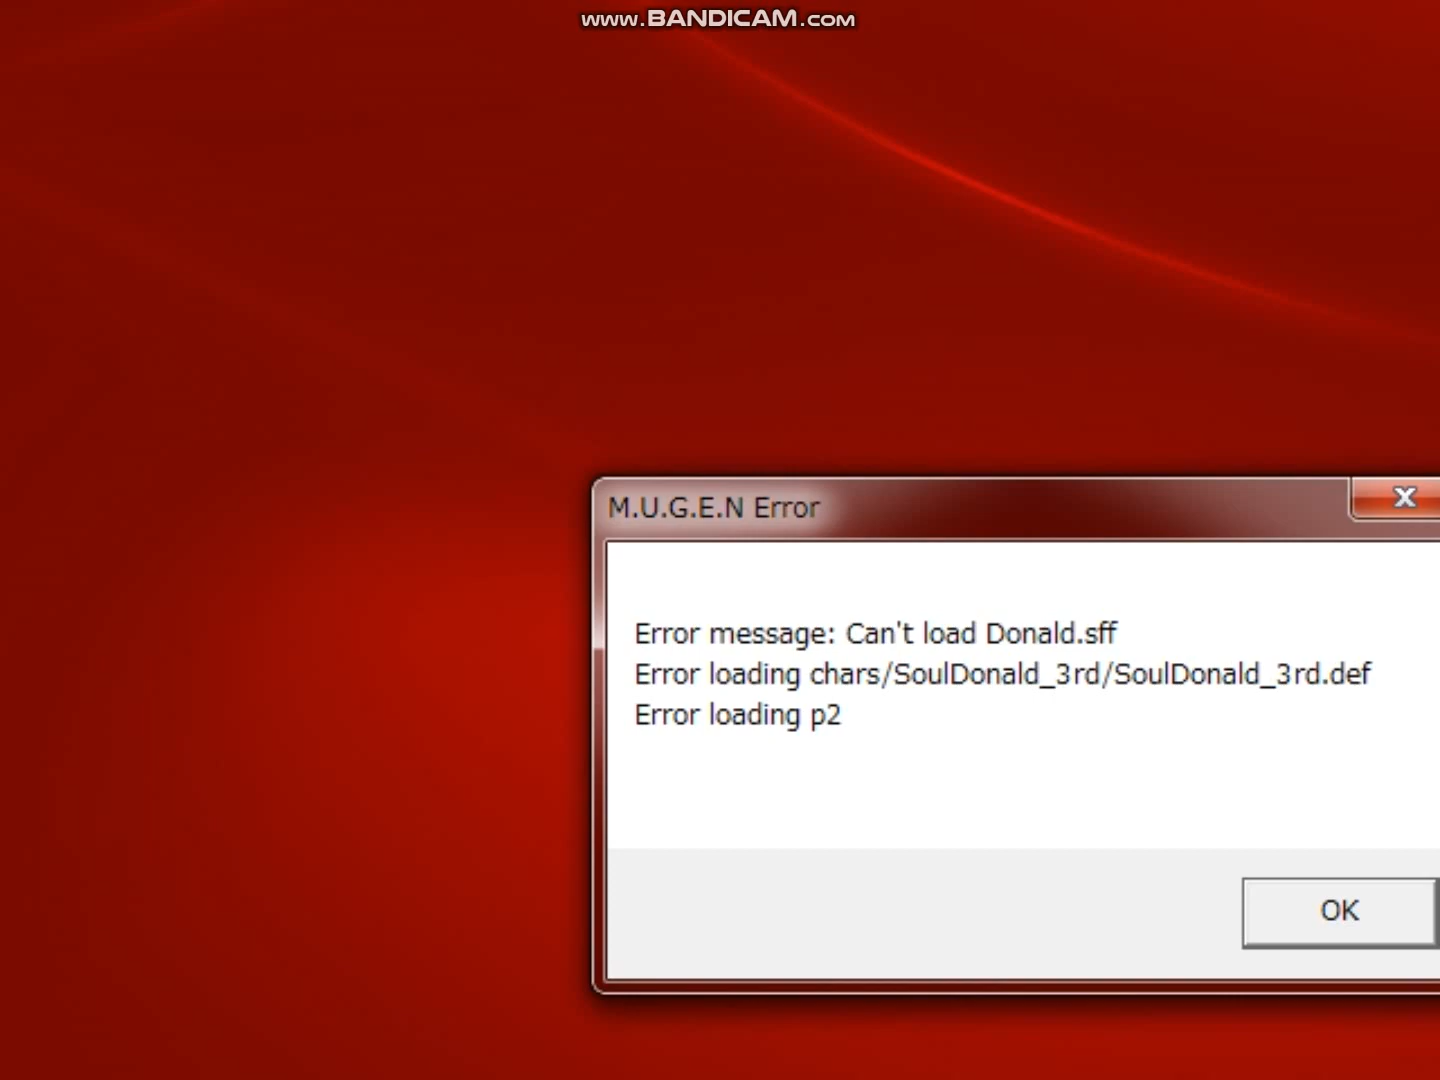 www.BANDICAM.com
M.U.G.E.N Error
Error message: Can't load Donald.sff
Error loading chars/SoulDonald_3rd/SoulDonald_3rd.def
Error loading p2
OK